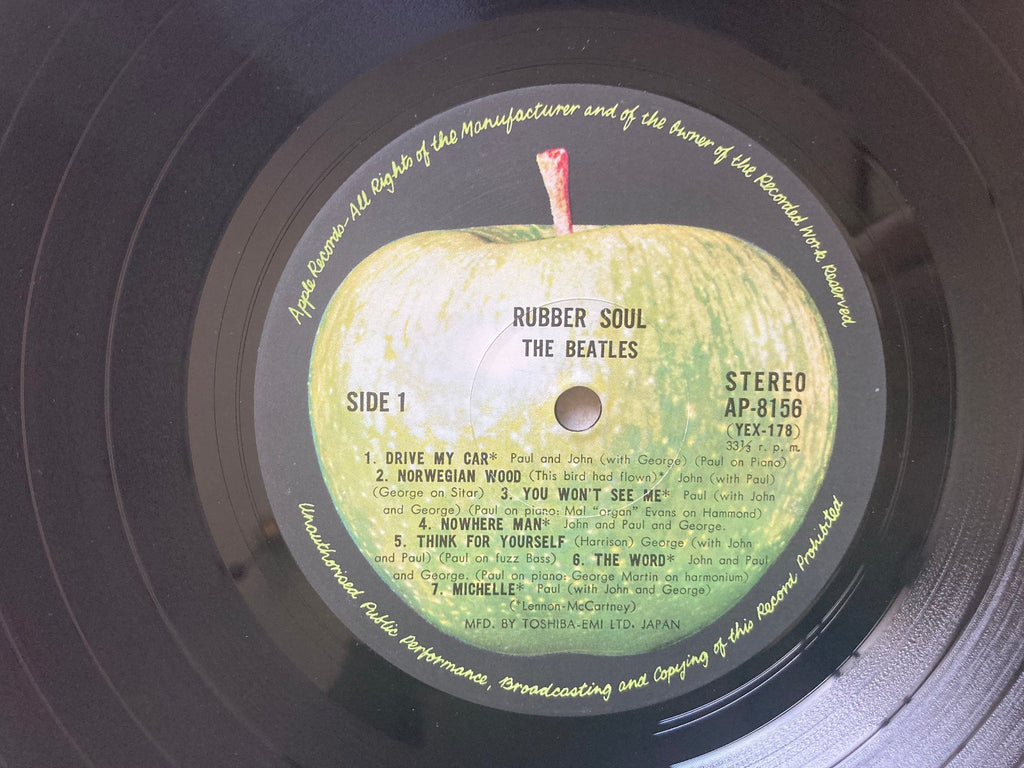 Apple Records-All Rights of the Manufacturer and of the Owner of the Recorded Work Reserved
RUBBER SOUL
THE BEATLES
SIDE 1
STEREO
AP-8156
(YEX-178)
33⅓ r. p. m.
1. DRIVE MY CAR* Paul and John (with George) (Paul on Piano)
2. NORWEGIAN WOOD (This bird had flown)* John (with Paul)
(George on Sitar) 3. YOU WON'T SEE ME* Paul (with John
and George) (Paul on piano: Mal "organ" Evans on Hammond)
4. NOWHERE MAN* John and Paul and George.
5. THINK FOR YOURSELF (Harrison) George (with John
and Paul) (Paul on fuzz Bass) 6. THE WORD* John and Paul
and George. (Paul on piano: George Martin on harmonium)
7. MICHELLE* Paul (with John and George)
(*Lennon-McCartney)
MFD. BY TOSHIBA-EMI LTD. JAPAN
Unauthorised Public Performance, Broadcasting and Copying of this Record Prohibited